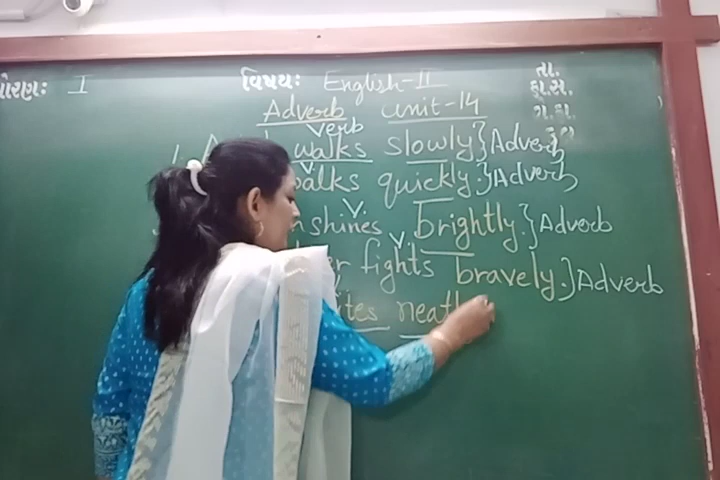 ધોરણ: I વિષય: English-II તા.
Adverb unit-14
verb
walks slowly.} Adverb
V
walks quickly.} Adverb
V.
shines brightly.} Adverb
V.
fights bravely.} Adverb
neatly